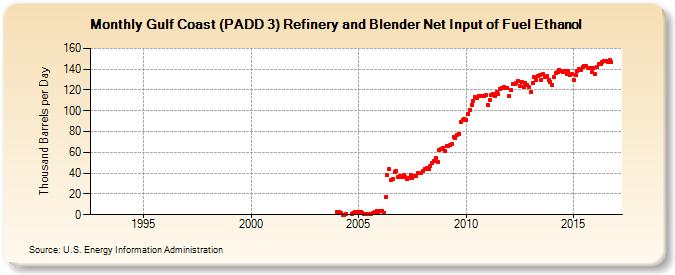 Monthly Gulf Coast (PADD 3) Refinery and Blender Net Input of Fuel Ethanol
Thousand Barrels per Day
160
140
120
100
80
60
40
20
0
1995 2000 2005 2010 2015
Source: U.S. Energy Information Administration